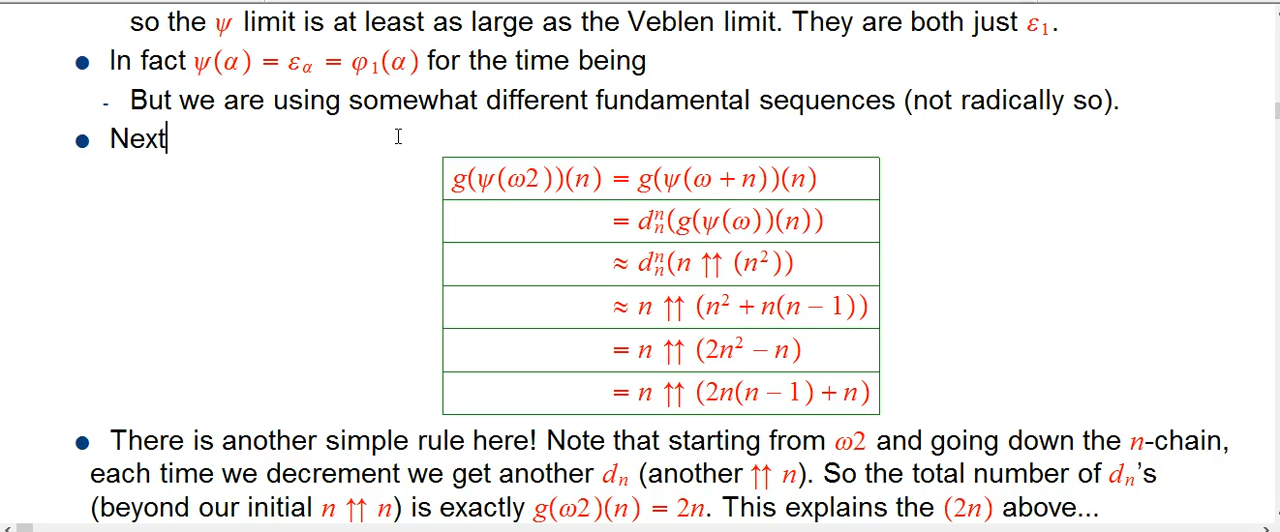 so the ψ limit is at least as large as the Veblen limit. They are both just ε₁.
● In fact ψ(α) = εα = φ₁(α) for the time being
- But we are using somewhat different fundamental sequences (not radically so).
● Next
g(ψ(ω2))(n) = g(ψ(ω + n))(n)
= dₙⁿ(g(ψ(ω))(n))
≈ dₙⁿ(n ↑↑ (n²))
≈ n ↑↑ (n² + n(n − 1))
= n ↑↑ (2n² − n)
= n ↑↑ (2n(n − 1) + n)
● There is another simple rule here! Note that starting from ω2 and going down the n-chain,
each time we decrement we get another dₙ (another ↑↑ n). So the total number of dₙ's
(beyond our initial n ↑↑ n) is exactly g(ω2)(n) = 2n. This explains the (2n) above...